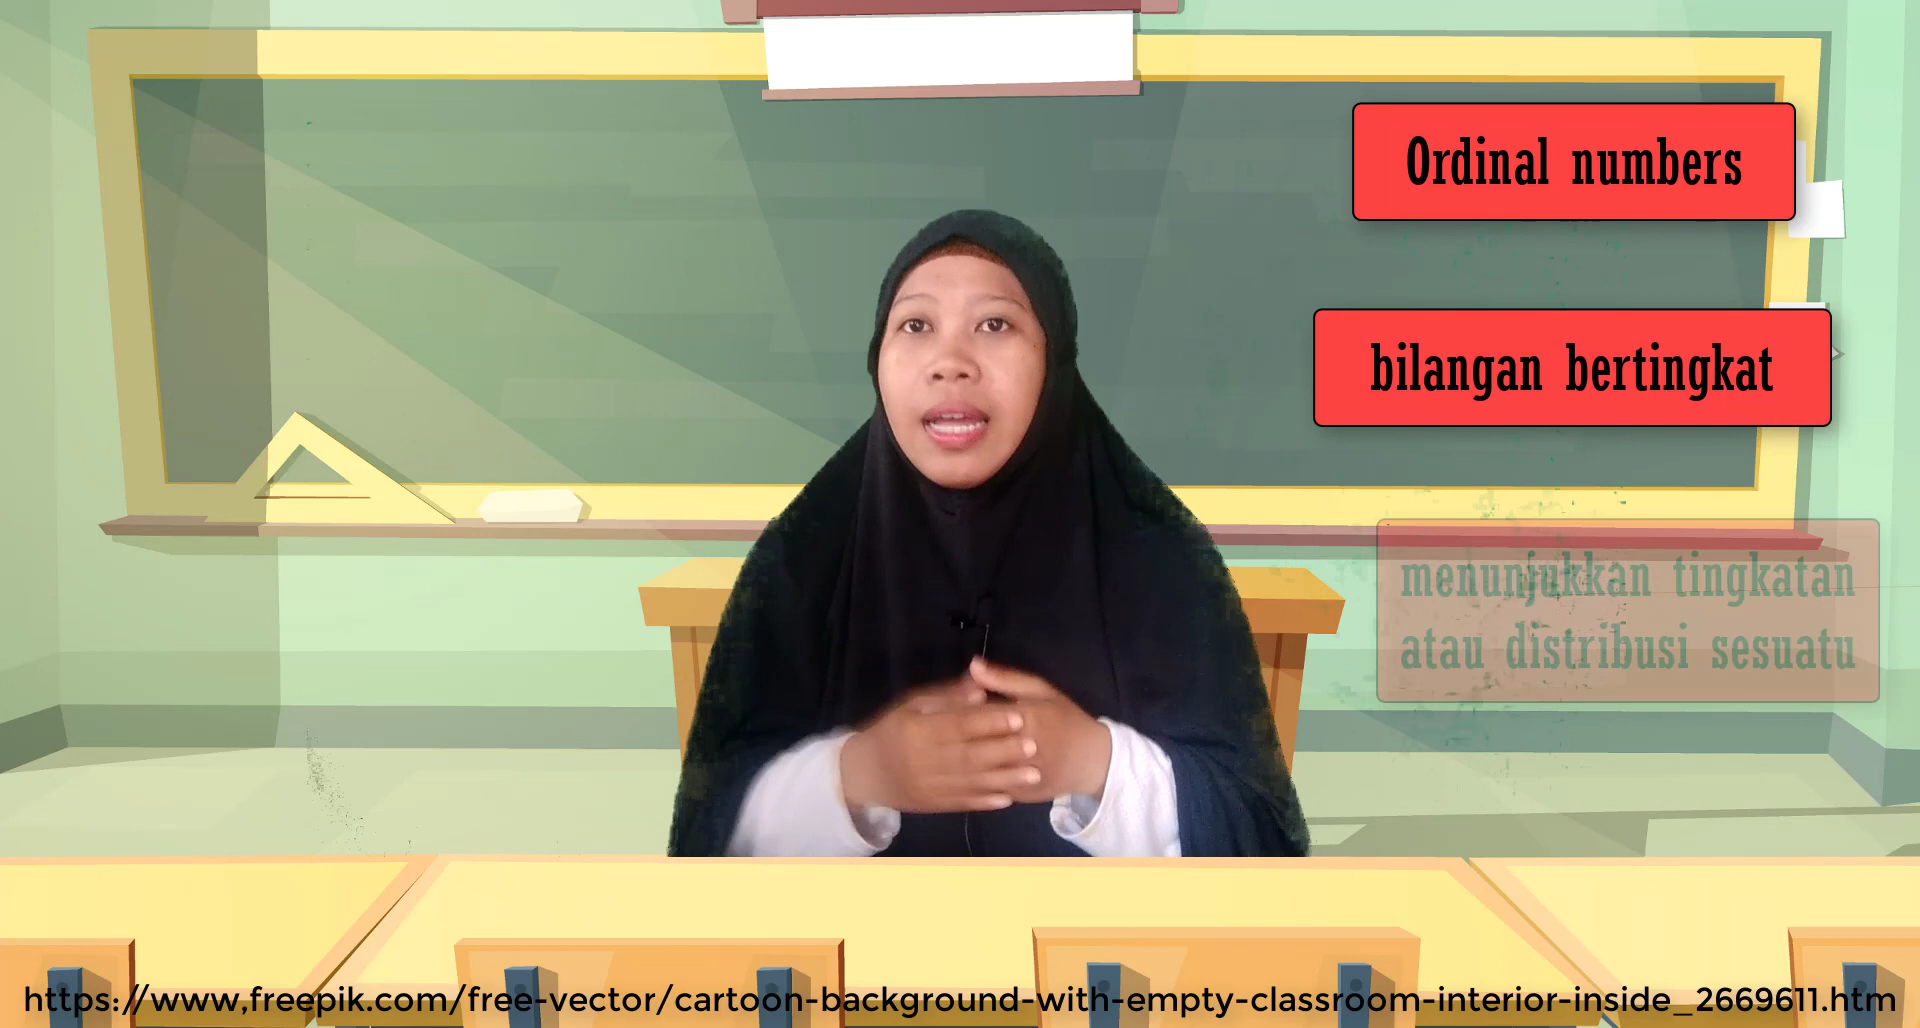 Ordinal numbers
bilangan bertingkat
menunjukkan tingkatan
atau distribusi sesuatu
https://www,freepik.com/free-vector/cartoon-background-with-empty-classroom-interior-inside_2669611.htm